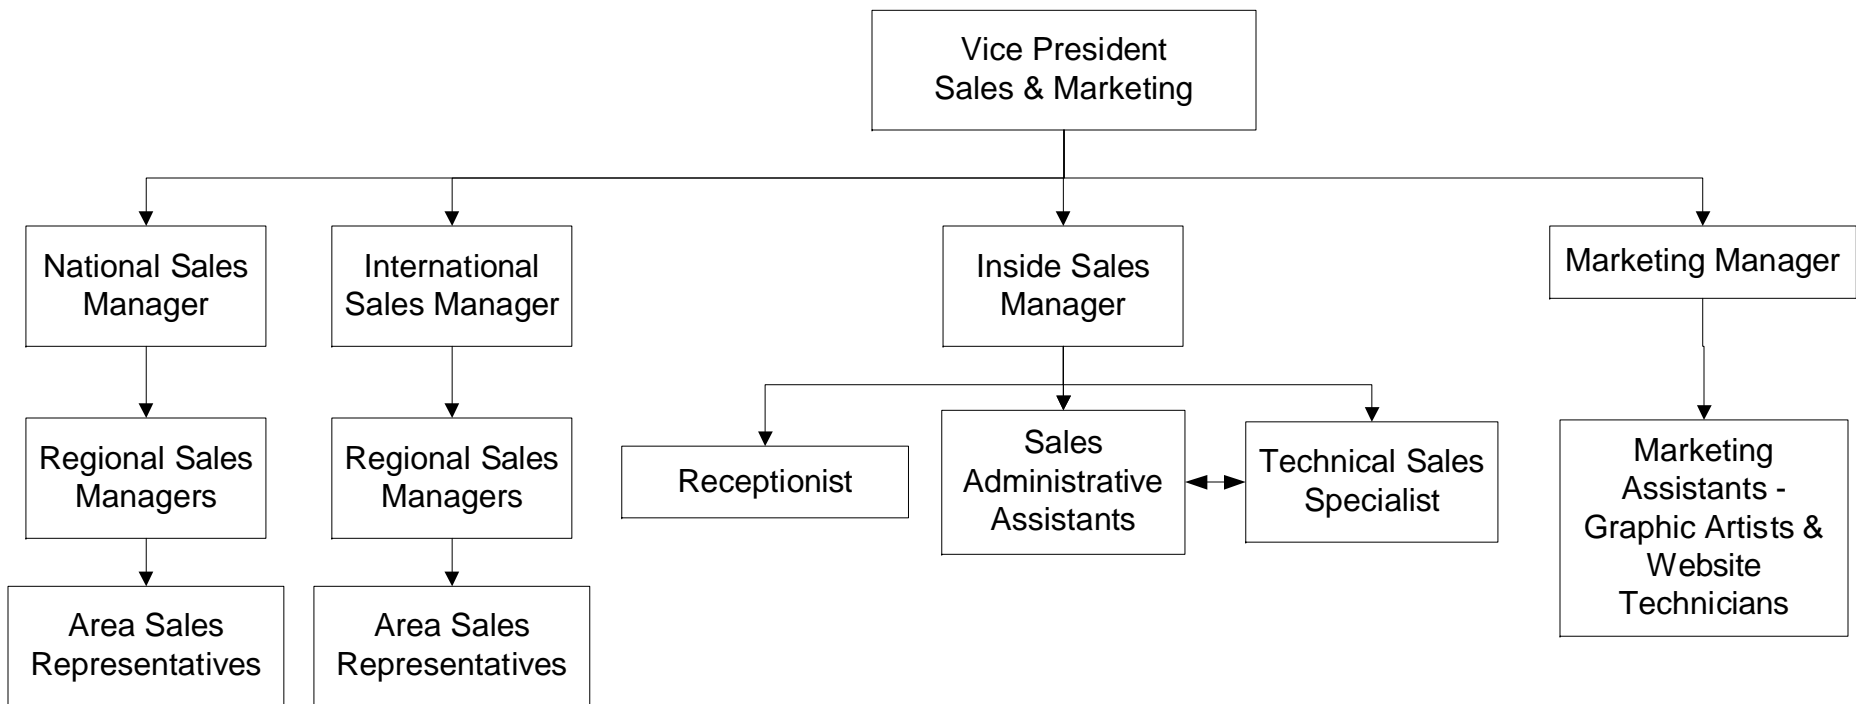 Vice President
Sales & Marketing
National Sales
Manager
International
Sales Manager
Inside Sales
Manager
Marketing Manager
Regional Sales
Managers
Regional Sales
Managers
Receptionist
Sales
Administrative
Assistants
Technical Sales
Specialist
Marketing
Assistants -
Graphic Artists &
Website
Technicians
Area Sales
Representatives
Area Sales
Representatives